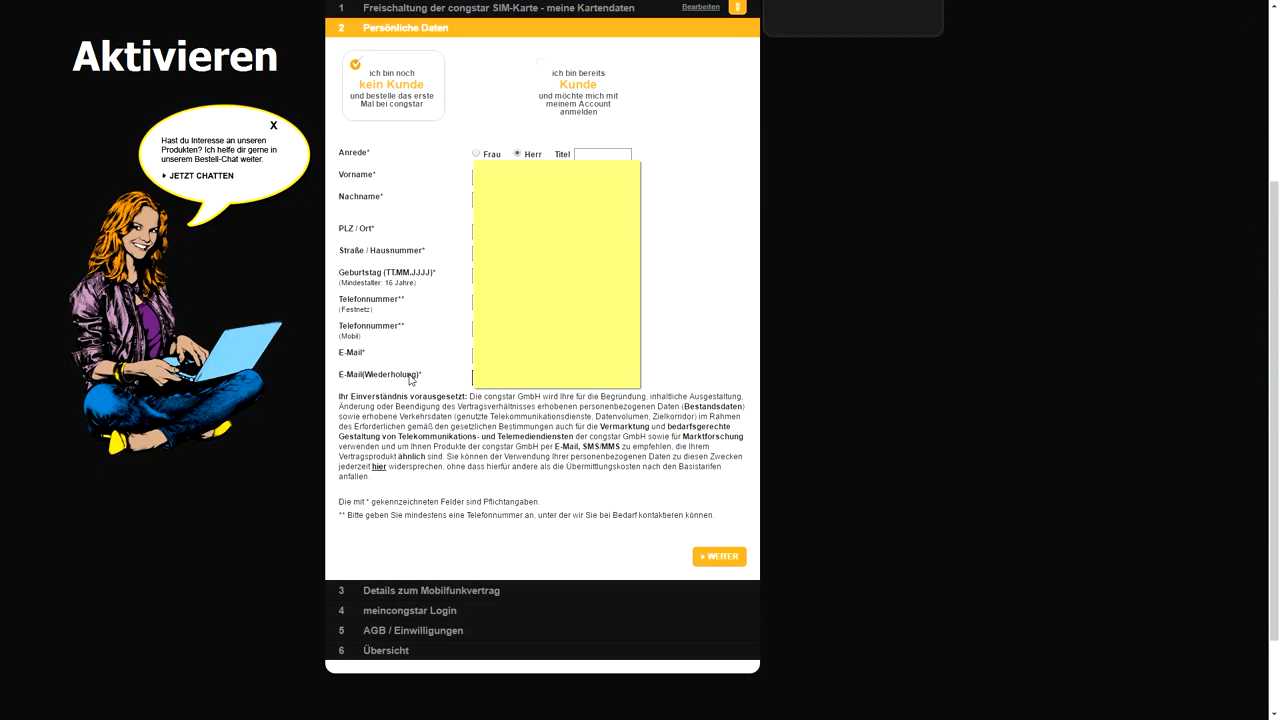 1 Freischaltung der congstar SIM-Karte - meine Kartendaten Bearbeiten
2 Persönliche Daten
Aktivieren
X
Hast du Interesse an unseren
Produkten? Ich helfe dir gerne in
unserem Bestell-Chat weiter.
JETZT CHATTEN
ich bin noch
kein Kunde
und bestelle das erste
Mal bei congstar
ich bin bereits
Kunde
und möchte mich mit
meinem Account
anmelden
Anrede* Frau Herr Titel
Vorname*
Nachname*
PLZ / Ort*
Straße / Hausnummer*
Geburtstag (TT.MM.JJJJ)*
(Mindestalter: 16 Jahre)
Telefonnummer**
(Festnetz)
Telefonnummer**
(Mobil)
E-Mail*
E-Mail(Wiederholung)*
Ihr Einverständnis vorausgesetzt: Die congstar GmbH wird Ihre für die Begründung, inhaltliche Ausgestaltung,
Änderung oder Beendigung des Vertragsverhältnisses erhobenen personenbezogenen Daten (Bestandsdaten)
sowie erhobene Verkehrsdaten (genutzte Telekommunikationsdienste, Datenvolumen, Zielkorridor) im Rahmen
des Erforderlichen gemäß den gesetzlichen Bestimmungen auch für die Vermarktung und bedarfsgerechte
Gestaltung von Telekommunikations- und Telemediendiensten der congstar GmbH sowie für Marktforschung
verwenden und um Ihnen Produkte der congstar GmbH per E-Mail, SMS/MMS zu empfehlen, die Ihrem
Vertragsprodukt ähnlich sind. Sie können der Verwendung Ihrer personenbezogenen Daten zu diesen Zwecken
jederzeit hier widersprechen, ohne dass hierfür andere als die Übermittlungskosten nach den Basistarifen
anfallen.
Die mit * gekennzeichneten Felder sind Pflichtangaben.
** Bitte geben Sie mindestens eine Telefonnummer an, unter der wir Sie bei Bedarf kontaktieren können.
WEITER
3 Details zum Mobilfunkvertrag
4 meincongstar Login
5 AGB / Einwilligungen
6 Übersicht